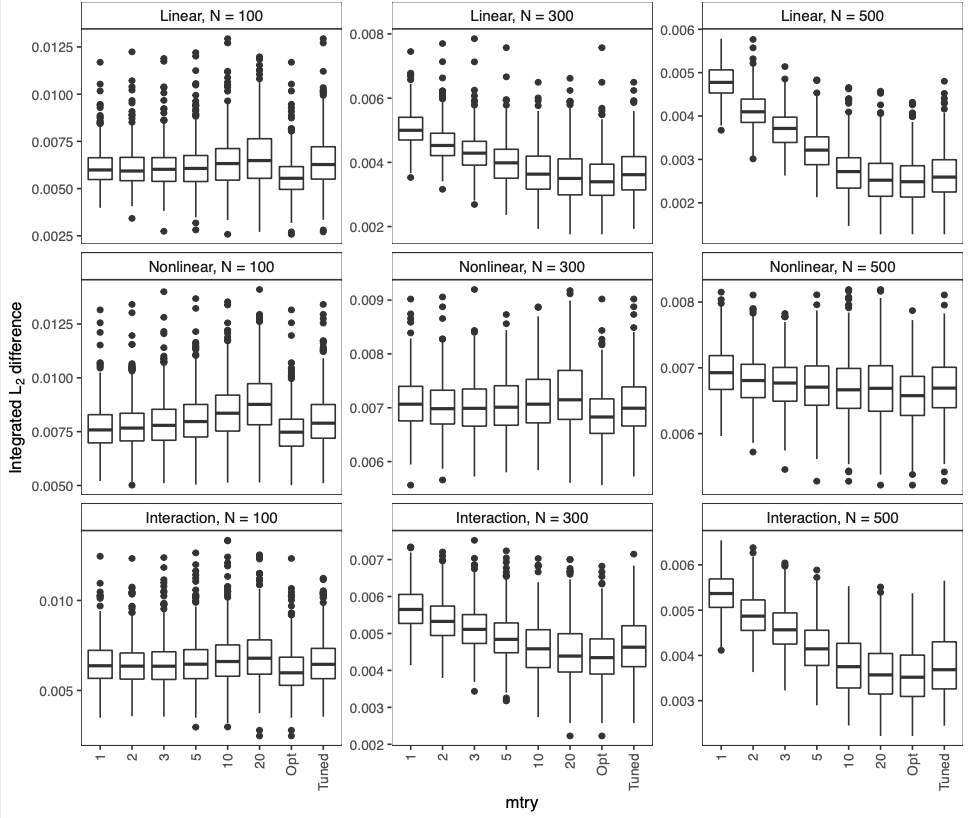 Linear, N = 100
Linear, N = 300
Linear, N = 500
0.0125
0.0100
0.0075
0.0050
0.0025
0.008
0.006
0.004
0.002
0.006
0.005
0.004
0.003
0.002
Nonlinear, N = 100
Nonlinear, N = 300
Nonlinear, N = 500
0.0125
0.0100
0.0075
0.0050
0.009
0.008
0.007
0.006
0.008
0.007
0.006
Interaction, N = 100
Interaction, N = 300
Interaction, N = 500
0.010
0.005
0.007
0.006
0.005
0.004
0.003
0.002
0.006
0.005
0.004
0.003
Integrated L₂ difference
1 2 3 5 10 20 Opt Tuned
1 2 3 5 10 20 Opt Tuned
1 2 3 5 10 20 Opt Tuned
mtry